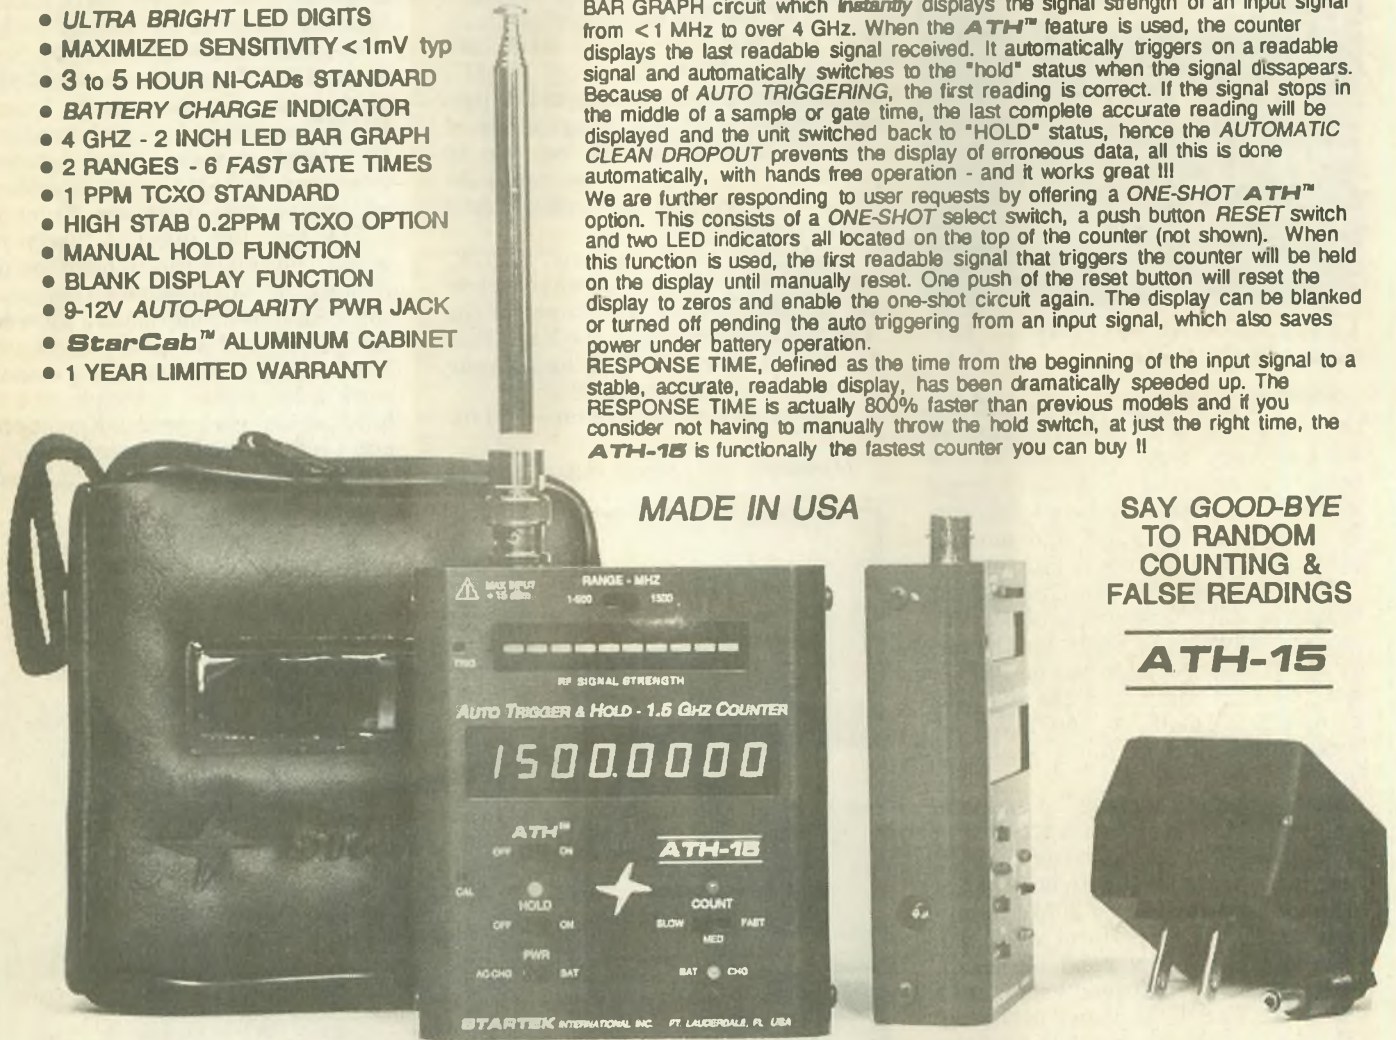 • ULTRA BRIGHT LED DIGITS
• MAXIMIZED SENSITIVITY < 1mV typ
• 3 to 5 HOUR NI-CADs STANDARD
• BATTERY CHARGE INDICATOR
• 4 GHZ - 2 INCH LED BAR GRAPH
• 2 RANGES - 6 FAST GATE TIMES
• 1 PPM TCXO STANDARD
• HIGH STAB 0.2PPM TCXO OPTION
• MANUAL HOLD FUNCTION
• BLANK DISPLAY FUNCTION
• 9-12V AUTO-POLARITY PWR JACK
• StarCab™ ALUMINUM CABINET
• 1 YEAR LIMITED WARRANTY
BAR GRAPH circuit which instantly displays the signal strength of an input signal
from < 1 MHz to over 4 GHz. When the ATH™ feature is used, the counter
displays the last readable signal received. It automatically triggers on a readable
signal and automatically switches to the "hold" status when the signal dissapears.
Because of AUTO TRIGGERING, the first reading is correct. If the signal stops in
the middle of a sample or gate time, the last complete accurate reading will be
displayed and the unit switched back to "HOLD" status, hence the AUTOMATIC
CLEAN DROPOUT prevents the display of erroneous data, all this is done
automatically, with hands free operation - and it works great !!!
We are further responding to user requests by offering a ONE-SHOT ATH™
option. This consists of a ONE-SHOT select switch, a push button RESET switch
and two LED indicators all located on the top of the counter (not shown). When
this function is used, the first readable signal that triggers the counter will be held
on the display until manually reset. One push of the reset button will reset the
display to zeros and enable the one-shot circuit again. The display can be blanked
or turned off pending the auto triggering from an input signal, which also saves
power under battery operation.
RESPONSE TIME, defined as the time from the beginning of the input signal to a
stable, accurate, readable display, has been dramatically speeded up. The
RESPONSE TIME is actually 800% faster than previous models and if you
consider not having to manually throw the hold switch, at just the right time, the
ATH-15 is functionally the fastest counter you can buy !!
MADE IN USA
SAY GOOD-BYE
TO RANDOM
COUNTING &
FALSE READINGS
ATH-15
MAX INPUT
+ 15 dBm
RANGE - MHZ
1-600 1500
TRIG
RF SIGNAL STRENGTH
AUTO TRIGGER & HOLD - 1.5 GHZ COUNTER
1500.0000
ATH™
OFF ON
ATH-15
CAL
HOLD
COUNT
OFF ON
SLOW FAST
MED
PWR
AC-CHG BAT
BAT CHG
STARTEK INTERNATIONAL INC. FT. LAUDERDALE, FL USA